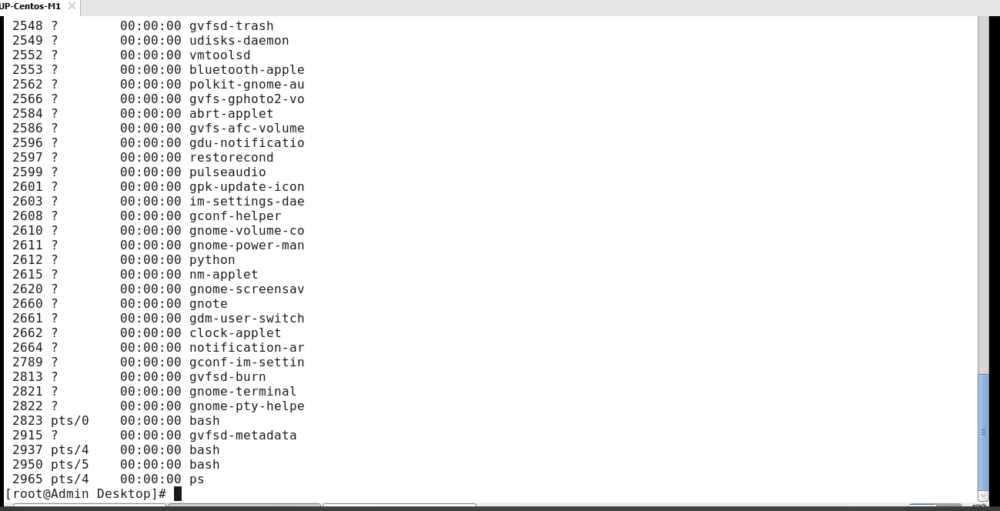 UP-Centos-M1
2548 ?        00:00:00 gvfsd-trash
2549 ?        00:00:00 udisks-daemon
2552 ?        00:00:00 vmtoolsd
2553 ?        00:00:00 bluetooth-apple
2562 ?        00:00:00 polkit-gnome-au
2566 ?        00:00:00 gvfs-gphoto2-vo
2584 ?        00:00:00 abrt-applet
2586 ?        00:00:00 gvfs-afc-volume
2596 ?        00:00:00 gdu-notificatio
2597 ?        00:00:00 restorecond
2599 ?        00:00:00 pulseaudio
2601 ?        00:00:00 gpk-update-icon
2603 ?        00:00:00 im-settings-dae
2608 ?        00:00:00 gconf-helper
2610 ?        00:00:00 gnome-volume-co
2611 ?        00:00:00 gnome-power-man
2612 ?        00:00:00 python
2615 ?        00:00:00 nm-applet
2620 ?        00:00:00 gnome-screensav
2660 ?        00:00:00 gnote
2661 ?        00:00:00 gdm-user-switch
2662 ?        00:00:00 clock-applet
2664 ?        00:00:00 notification-ar
2789 ?        00:00:00 gconf-im-settin
2813 ?        00:00:00 gvfsd-burn
2821 ?        00:00:00 gnome-terminal
2822 ?        00:00:00 gnome-pty-helpe
2823 pts/0    00:00:00 bash
2915 ?        00:00:00 gvfsd-metadata
2937 pts/4    00:00:00 bash
2950 pts/5    00:00:00 bash
2965 pts/4    00:00:00 ps
[root@Admin Desktop]#